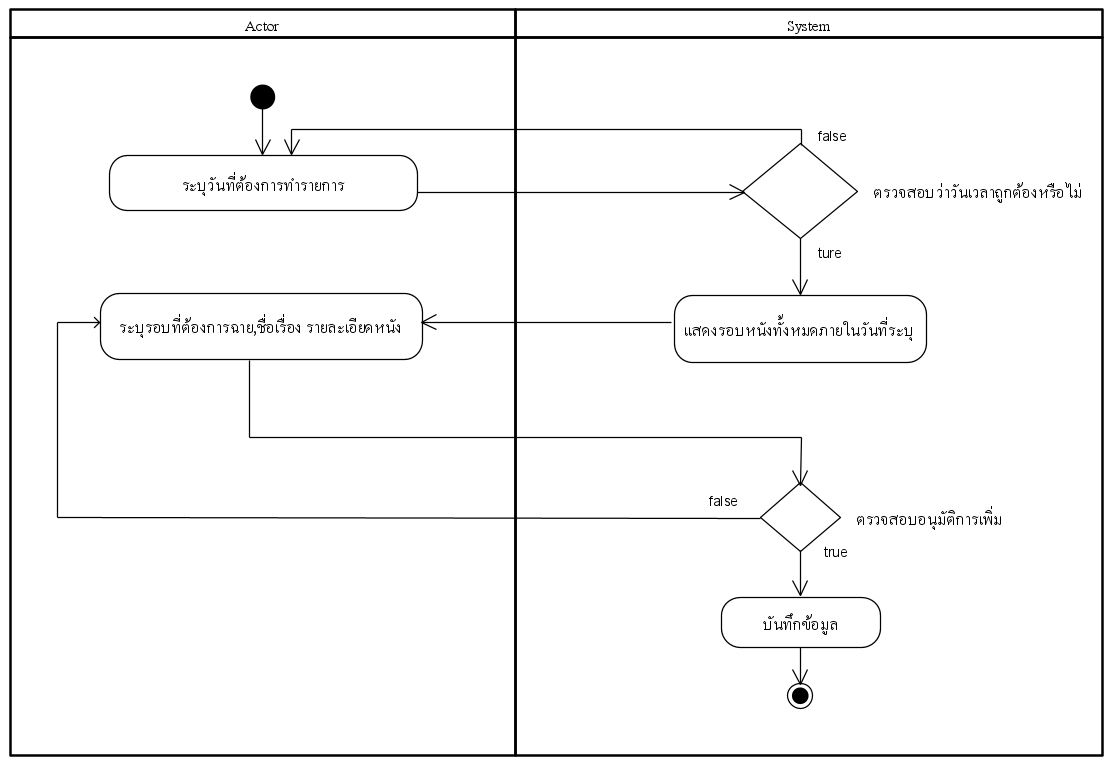 Actor
System
false
ระบุวันที่ต้องการทำรายการ
ตรวจสอบว่าวันเวลาถูกต้องหรือไม่
ture
ระบุรอบที่ต้องการฉาย,ชื่อเรื่อง รายละเอียดหนัง
แสดงรอบหนังทั้งหมดภายในวันที่ระบุ
false
ตรวจสอบอนุมัติการเพิ่ม
true
บันทึกข้อมูล